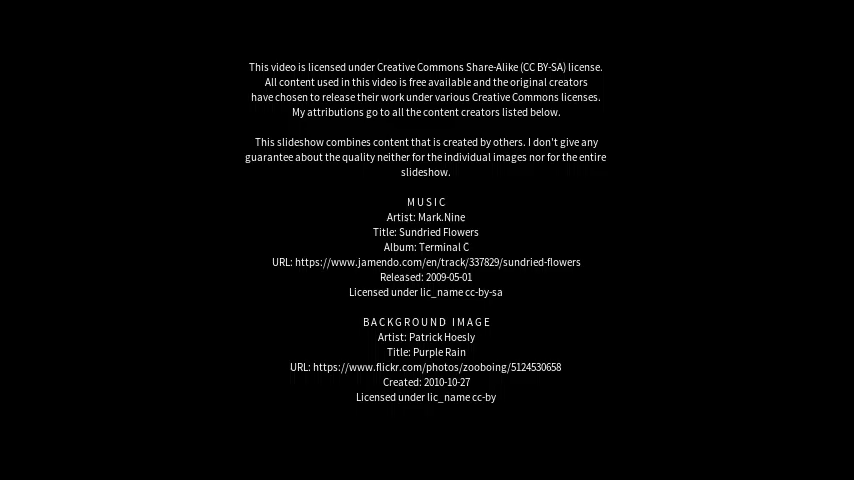 This video is licensed under Creative Commons Share-Alike (CC BY-SA) license.
All content used in this video is free available and the original creators
have chosen to release their work under various Creative Commons licenses.
My attributions go to all the content creators listed below.
This slideshow combines content that is created by others. I don't give any
guarantee about the quality neither for the individual images nor for the entire
slideshow.
M U S I C
Artist: Mark.Nine
Title: Sundried Flowers
Album: Terminal C
URL: https://www.jamendo.com/en/track/337829/sundried-flowers
Released: 2009-05-01
Licensed under lic_name cc-by-sa
B A C K G R O U N D   I M A G E
Artist: Patrick Hoesly
Title: Purple Rain
URL: https://www.flickr.com/photos/zooboing/5124530658
Created: 2010-10-27
Licensed under lic_name cc-by